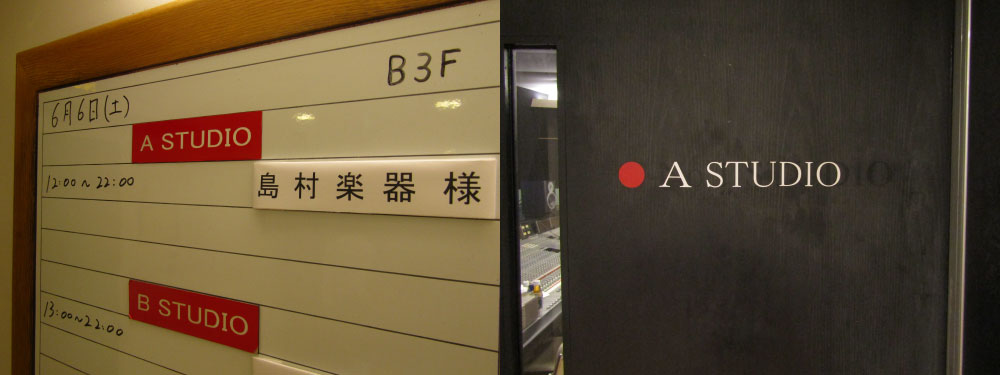 B3F
6月6日(土)
A STUDIO
12:00~22:00
島村楽器 様
B STUDIO
13:00~22:00
A STUDIO